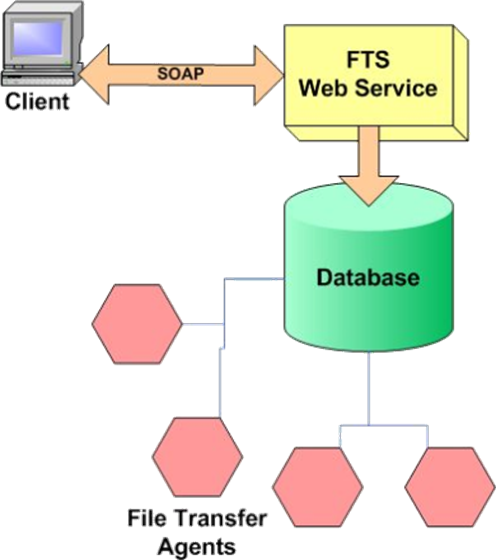 Client
SOAP
FTS
Web Service
Database
File Transfer
Agents